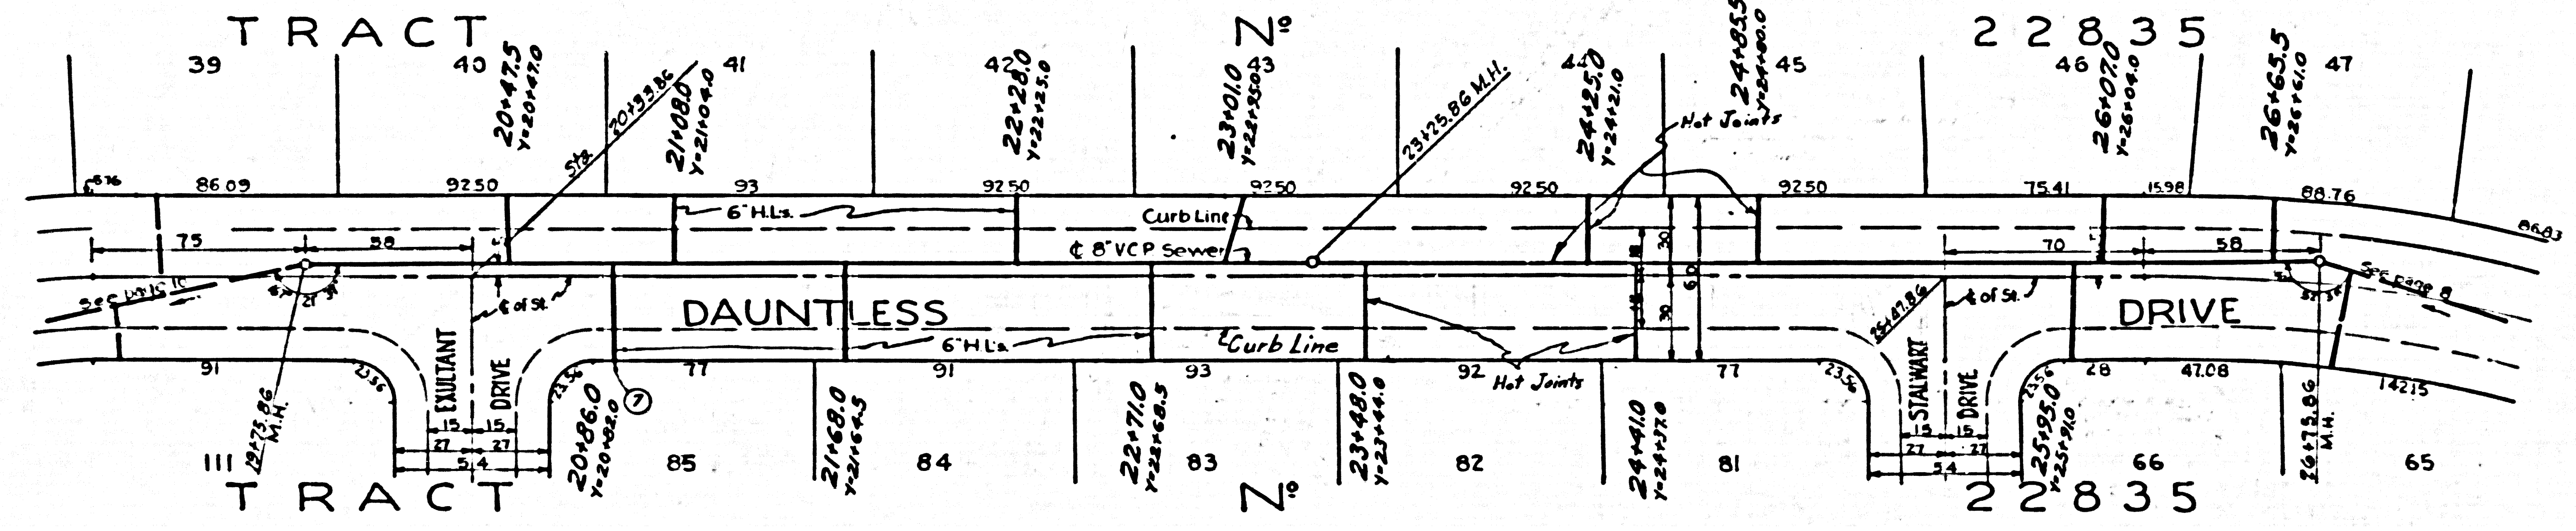 TRACT Nº 22835
39 40 41 42 43 44 45 46 47
20+47.5
Y=20+47.0
Sta 20+33.86
21+08.0
Y=21+04.0
22+28.0
Y=22+25.0
23+01.0
Y=22+95.0
23+25.86 M.H.
24+25.0
Y=24+21.0
Hot Joints
24+85.5
Y=24+80.0
26+07.0
Y=26+04.0
26+65.5
Y=26+61.0
86.09 92.50 93 92.50 92.50 92.50 92.50 75.41 15.98 88.76 86.83
6" H.L's.
Curb Line
₵ 8" VCP Sewer
75 58
70 58
30
30
60
18
See page 8
₵ of St.
₵ of St.
DAUNTLESS DRIVE
6" H.L's.
Curb Line
Hot Joints
25+47.86
91 23.56 23.56 77 91 93 92 77 23.56 23.56 28 47.08 142.15
EXULTANT DRIVE
15 15
27 27
54
STALWART DRIVE
15 15
27 27
54
19+75.86
M.H.
7
20+86.0
Y=20+82.0
21+68.0
Y=21+64.5
22+71.0
Y=22+68.5
23+48.0
Y=23+44.0
24+41.0
Y=24+37.0
25+95.0
Y=25+91.0
26+75.86
M.H.
111 85 84 83 82 81 66 65
TRACT Nº 22835